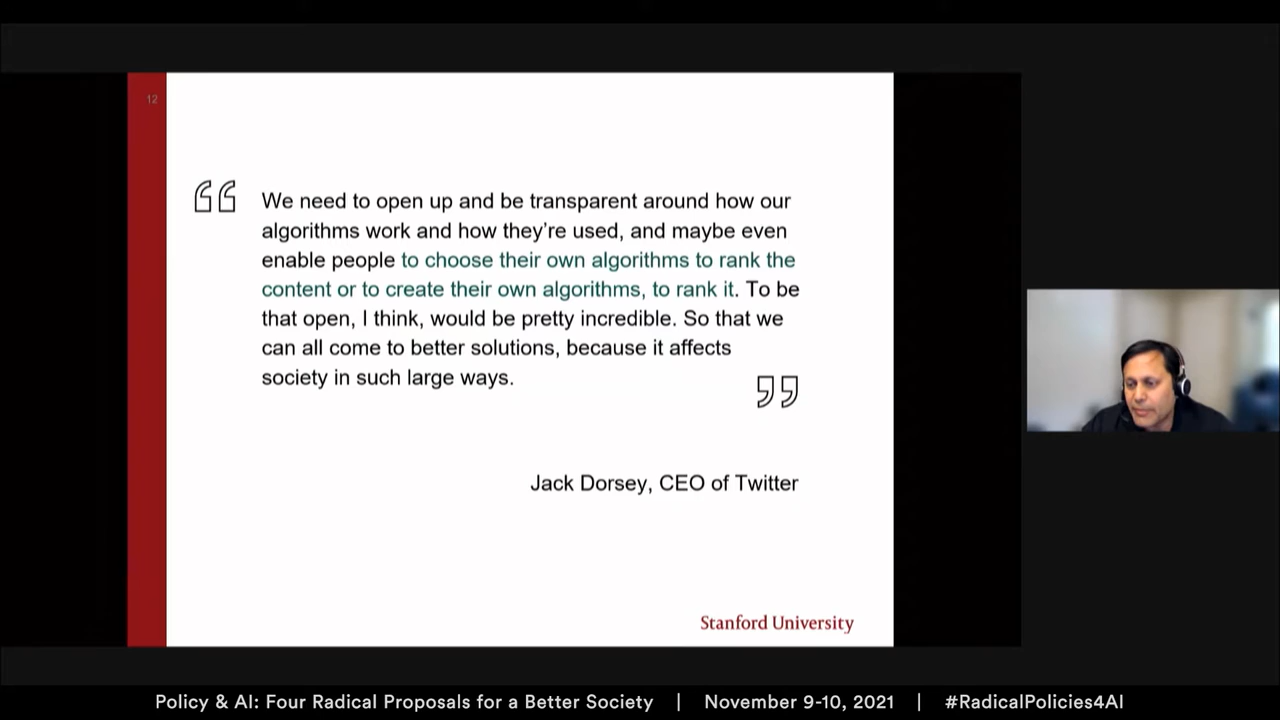 12
“ We need to open up and be transparent around how our
algorithms work and how they’re used, and maybe even
enable people to choose their own algorithms to rank the
content or to create their own algorithms, to rank it. To be
that open, I think, would be pretty incredible. So that we
can all come to better solutions, because it affects
society in such large ways. ”
Jack Dorsey, CEO of Twitter
Stanford University
Policy & AI: Four Radical Proposals for a Better Society | November 9-10, 2021 | #RadicalPolicies4AI